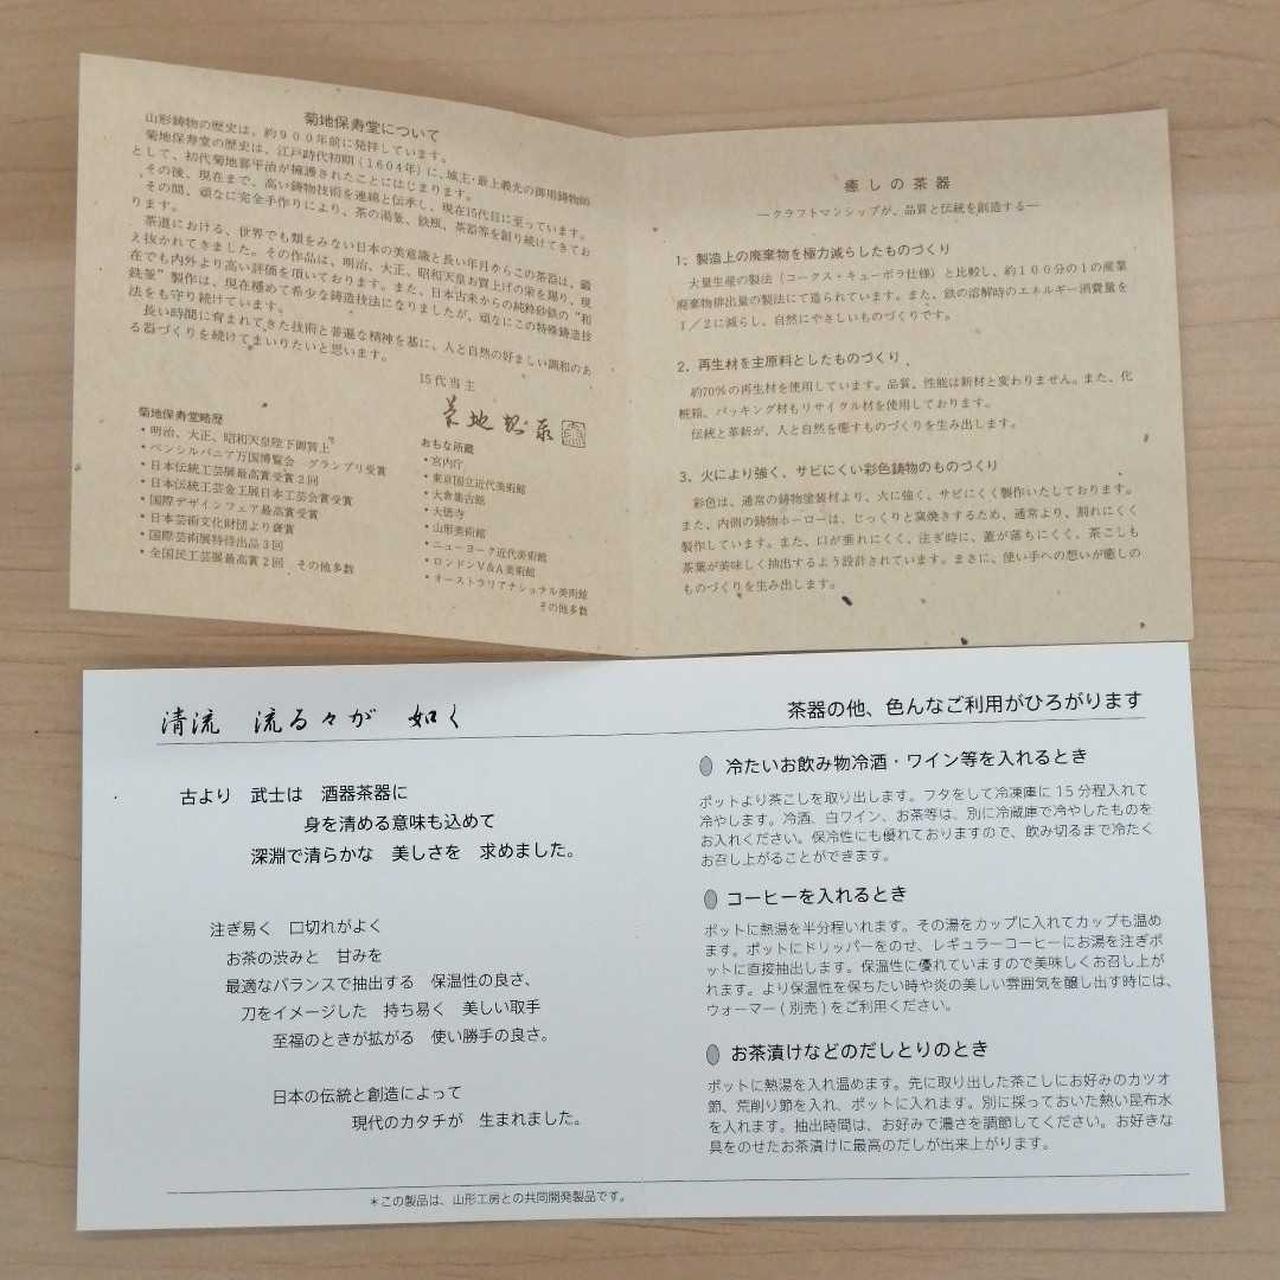 菊地保寿堂について
山形鋳物の歴史は、約９００年前に発祥しています。
菊地保寿堂の歴史は、江戸時代初期（1604年）に、城主・最上義光の御用鋳物師
として、初代菊地喜平治が擁護されたことにはじまります。
その後、現在まで、高い鋳物技術を連綿と伝承し、現在15代目に至っています。
その間、頑なに完全手作りにより、茶の湯釜、鉄瓶、茶器等を創り続けてきてお
ります。
茶道における、世界でも類をみない日本の美意識と長い年月からこの茶器は、鍛
え抜かれてきました。その作品は、明治、大正、昭和天皇お買上げの栄を賜り、現
在でも内外より高い評価を頂いております。また、日本古来からの純粋砂鉄の“和
銑釜”製作は、現在極めて希少な鋳造技法になりましたが、頑なにこの特殊鋳造技
法をも守り続けています。
長い時間に育まれてきた技術と普遍な精神を基に、人と自然の好ましい調和のあ
る器づくりを続けてまいりたいと思います。
15代当主
菊地規泰
菊地保寿堂略歴
・明治、大正、昭和天皇陛下御買上
・ペンシルバニア万国博覧会　グランプリ受賞
・日本伝統工芸展最高賞受賞２回
・日本伝統工芸金工展日本工芸会賞受賞
・国際デザインフェア最高賞受賞
・日本芸術文化財団より褒賞
・国際芸術展特待出品３回
・全国民工芸展最高賞２回　その他多数
おもな所蔵
・宮内庁
・東京国立近代美術館
・大倉集古館
・大徳寺
・山形美術館
・ニューヨーク近代美術館
・ロンドンV&A美術館
・オーストラリアナショナル美術館
その他多数
癒しの茶器
―クラフトマンシップが、品質と伝統を創造する―
1、製造上の廃棄物を極力減らしたものづくり
大量生産の製法（コークス・キューポラ仕様）と比較し、約１００分の１の産業
廃棄物排出量の製法にて造られています。また、鉄の溶解時のエネルギー消費量を
１／２に減らし、自然にやさしいものづくりです。
2、再生材を主原料としたものづくり
約70％の再生材を使用しています。品質、性能は新材と変わりません。また、化
粧箱、パッキング材もリサイクル材を使用しております。
伝統と革新が、人と自然を癒すものづくりを生み出します。
3、火により強く、サビにくい彩色鋳物のものづくり
彩色は、通常の鋳物塗装材より、火に強く、サビにくく製作いたしております。
また、内側の鋳物ホーローは、じっくりと窯焼きするため、通常より、割れにくく
製作しています。また、口が垂れにくく、注ぎ時に、蓋が落ちにくく、茶こしも
茶葉が美味しく抽出するよう設計されています。まさに、使い手への想いが癒しの
ものづくりを生み出します。
清流　流る々が　如く
古より　武士は　酒器茶器に
身を清める意味も込めて
深淵で清らかな　美しさを　求めました。
注ぎ易く　口切れがよく
お茶の渋みと　甘みを
最適なバランスで抽出する　保温性の良さ、
刀をイメージした　持ち易く　美しい取手
至福のときが拡がる　使い勝手の良さ。
日本の伝統と創造によって
現代のカタチが　生まれました。
茶器の他、色んなご利用がひろがります
冷たいお飲み物冷酒・ワイン等を入れるとき
ポットより茶こしを取り出します。フタをして冷凍庫に 15 分程入れて
冷やします。冷酒、白ワイン、お茶等は、別に冷蔵庫で冷やしたものを
お入れください。保冷性にも優れておりますので、飲み切るまで冷たく
お召し上がることができます。
コーヒーを入れるとき
ポットに熱湯を半分程いれます。その湯をカップに入れてカップも温め
ます。ポットにドリッパーをのせ、レギュラーコーヒーにお湯を注ぎポ
ットに直接抽出します。保温性に優れていますので美味しくお召し上が
れます。より保温性を保ちたい時や炎の美しい雰囲気を醸し出す時には、
ウォーマー ( 別売 ) をご利用ください。
お茶漬けなどのだしとりのとき
ポットに熱湯を入れ温めます。先に取り出した茶こしにお好みのカツオ
節、荒削り節を入れ、ポットに入れます。別に採っておいた熱い昆布水
を入れます。抽出時間は、お好みで濃さを調節してください。お好きな
具をのせたお茶漬けに最高のだしが出来上がります。
＊この製品は、山形工房との共同開発製品です。